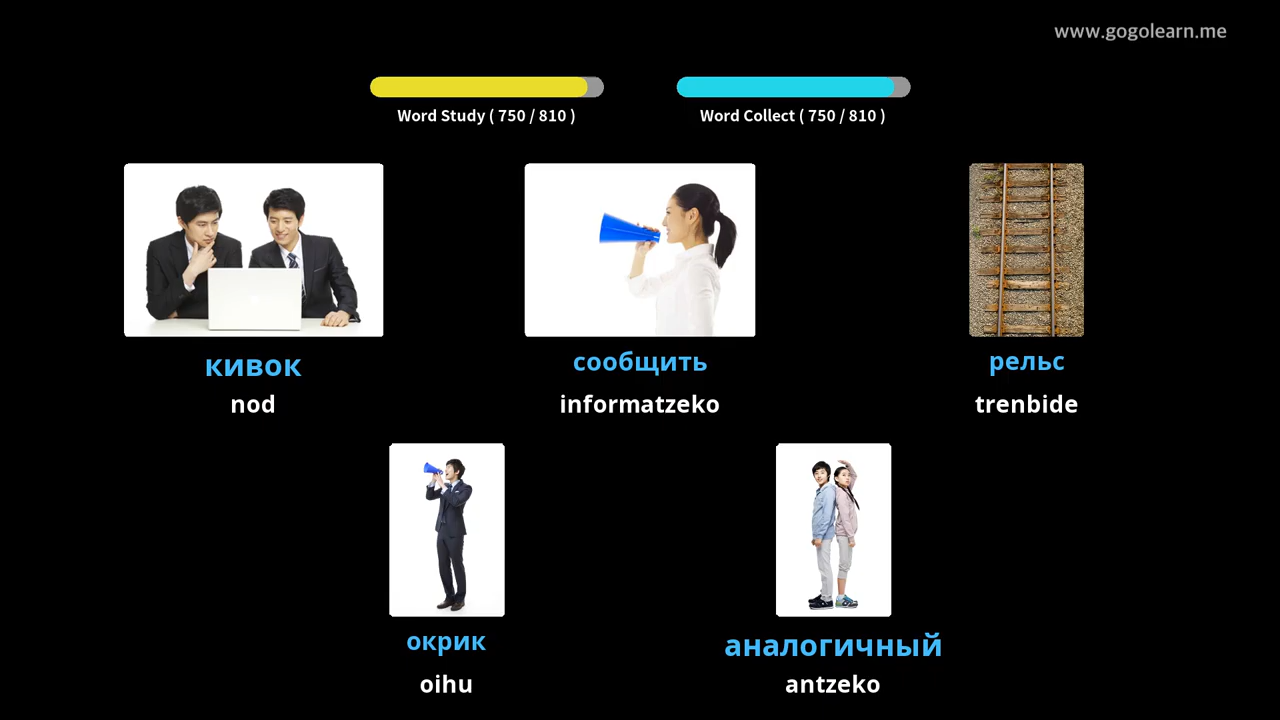 www.gogolearn.me
Word Study ( 750 / 810 )
Word Collect ( 750 / 810 )
кивок
nod
сообщить
informatzeko
рельс
trenbide
окрик
oihu
аналогичный
antzeko